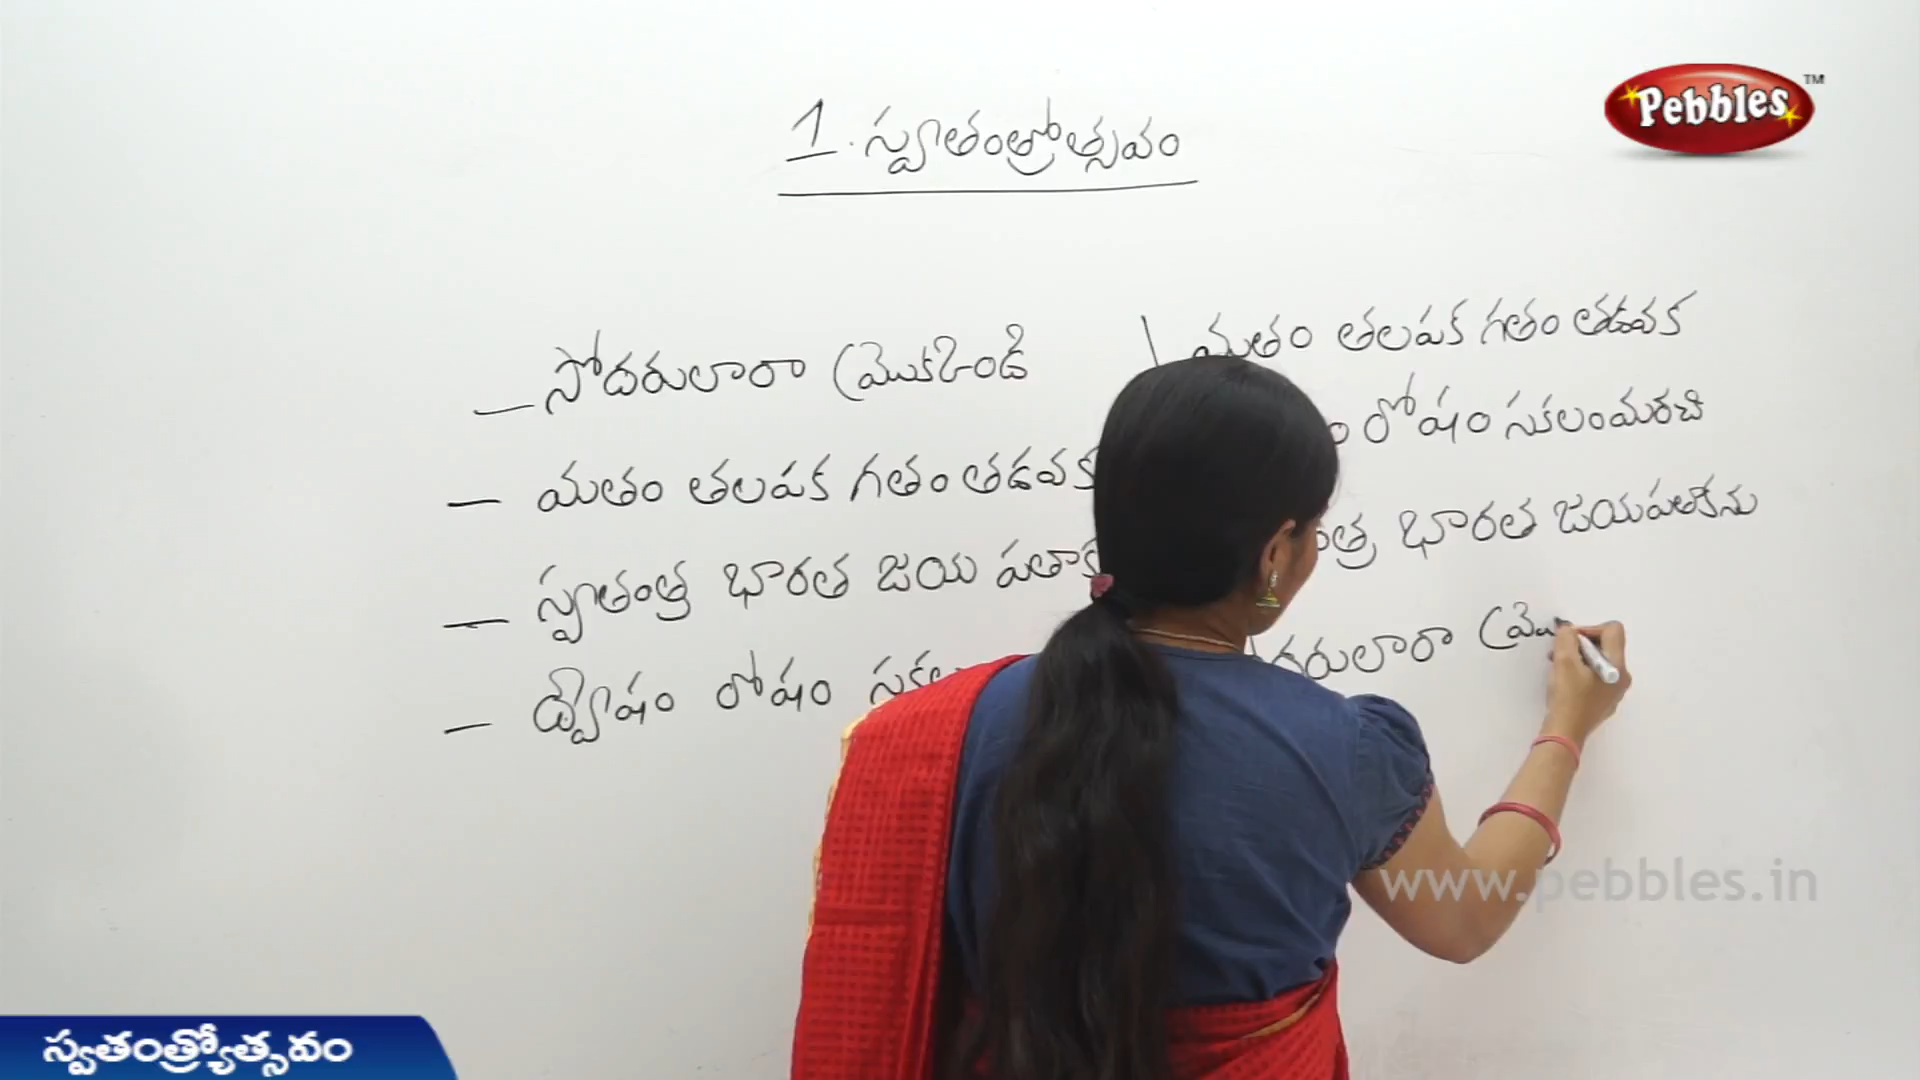 Pebbles TM
1. స్వాతంత్రోత్సవం
– సోదరులారా మ్రొకండి
– మతం తలపక గతం తడవక
– స్వాతంత్ర భారత జయ
– ద్వేషం రోషం
మతం తలపక గతం తడవక
రోషం సకలంమరచి
భారత జయపతాకను
www.pebbles.in
స్వతంత్ర్యోత్సవం